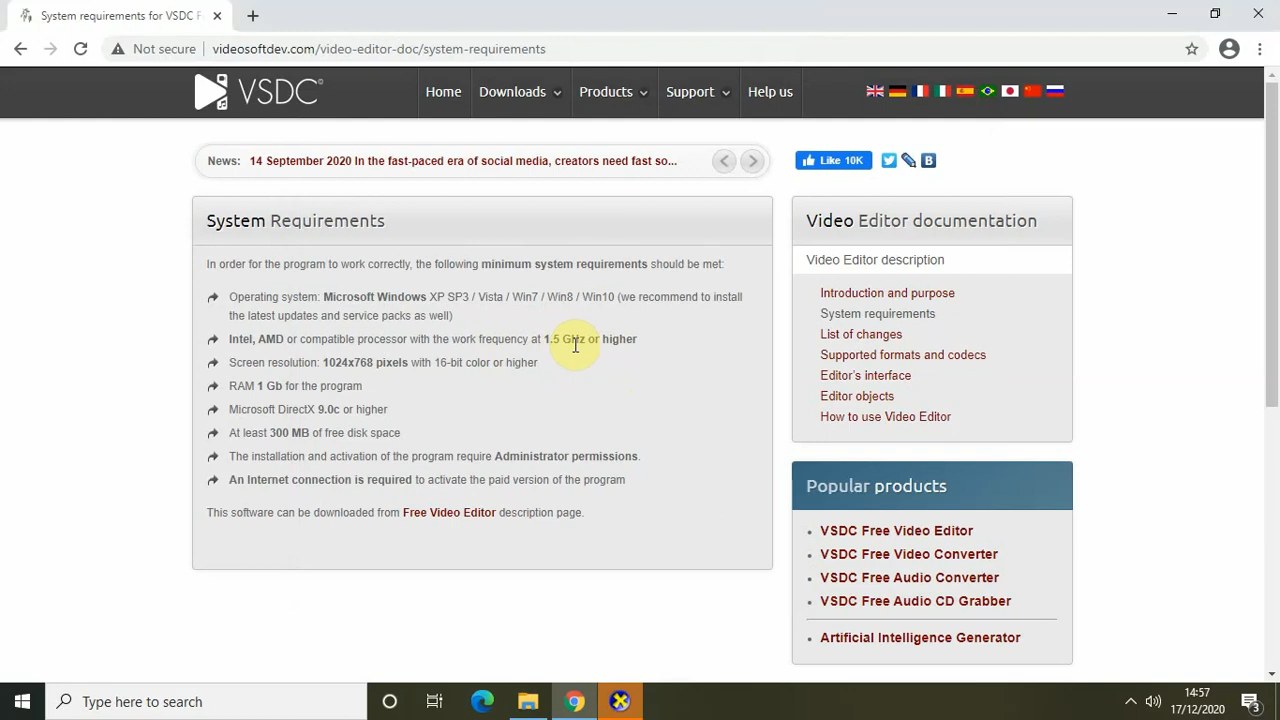 System requirements for VSDC F
Not secure
videosoftdev.com/video-editor-doc/system-requirements
VSDC
Home
Downloads
Products
Support
Help us
News: 14 September 2020 In the fast-paced era of social media, creators need fast so...
Like 10K
System Requirements
In order for the program to work correctly, the following minimum system requirements should be met:
Operating system: Microsoft Windows XP SP3 / Vista / Win7 / Win8 / Win10 (we recommend to install
the latest updates and service packs as well)
Intel, AMD or compatible processor with the work frequency at 1.5 GHz or higher
Screen resolution: 1024x768 pixels with 16-bit color or higher
RAM 1 Gb for the program
Microsoft DirectX 9.0c or higher
At least 300 MB of free disk space
The installation and activation of the program require Administrator permissions.
An Internet connection is required to activate the paid version of the program
This software can be downloaded from Free Video Editor description page.
Video Editor documentation
Video Editor description
Introduction and purpose
System requirements
List of changes
Supported formats and codecs
Editor's interface
Editor objects
How to use Video Editor
Popular products
VSDC Free Video Editor
VSDC Free Video Converter
VSDC Free Audio Converter
VSDC Free Audio CD Grabber
Artificial Intelligence Generator
Type here to search
14:57
17/12/2020
3